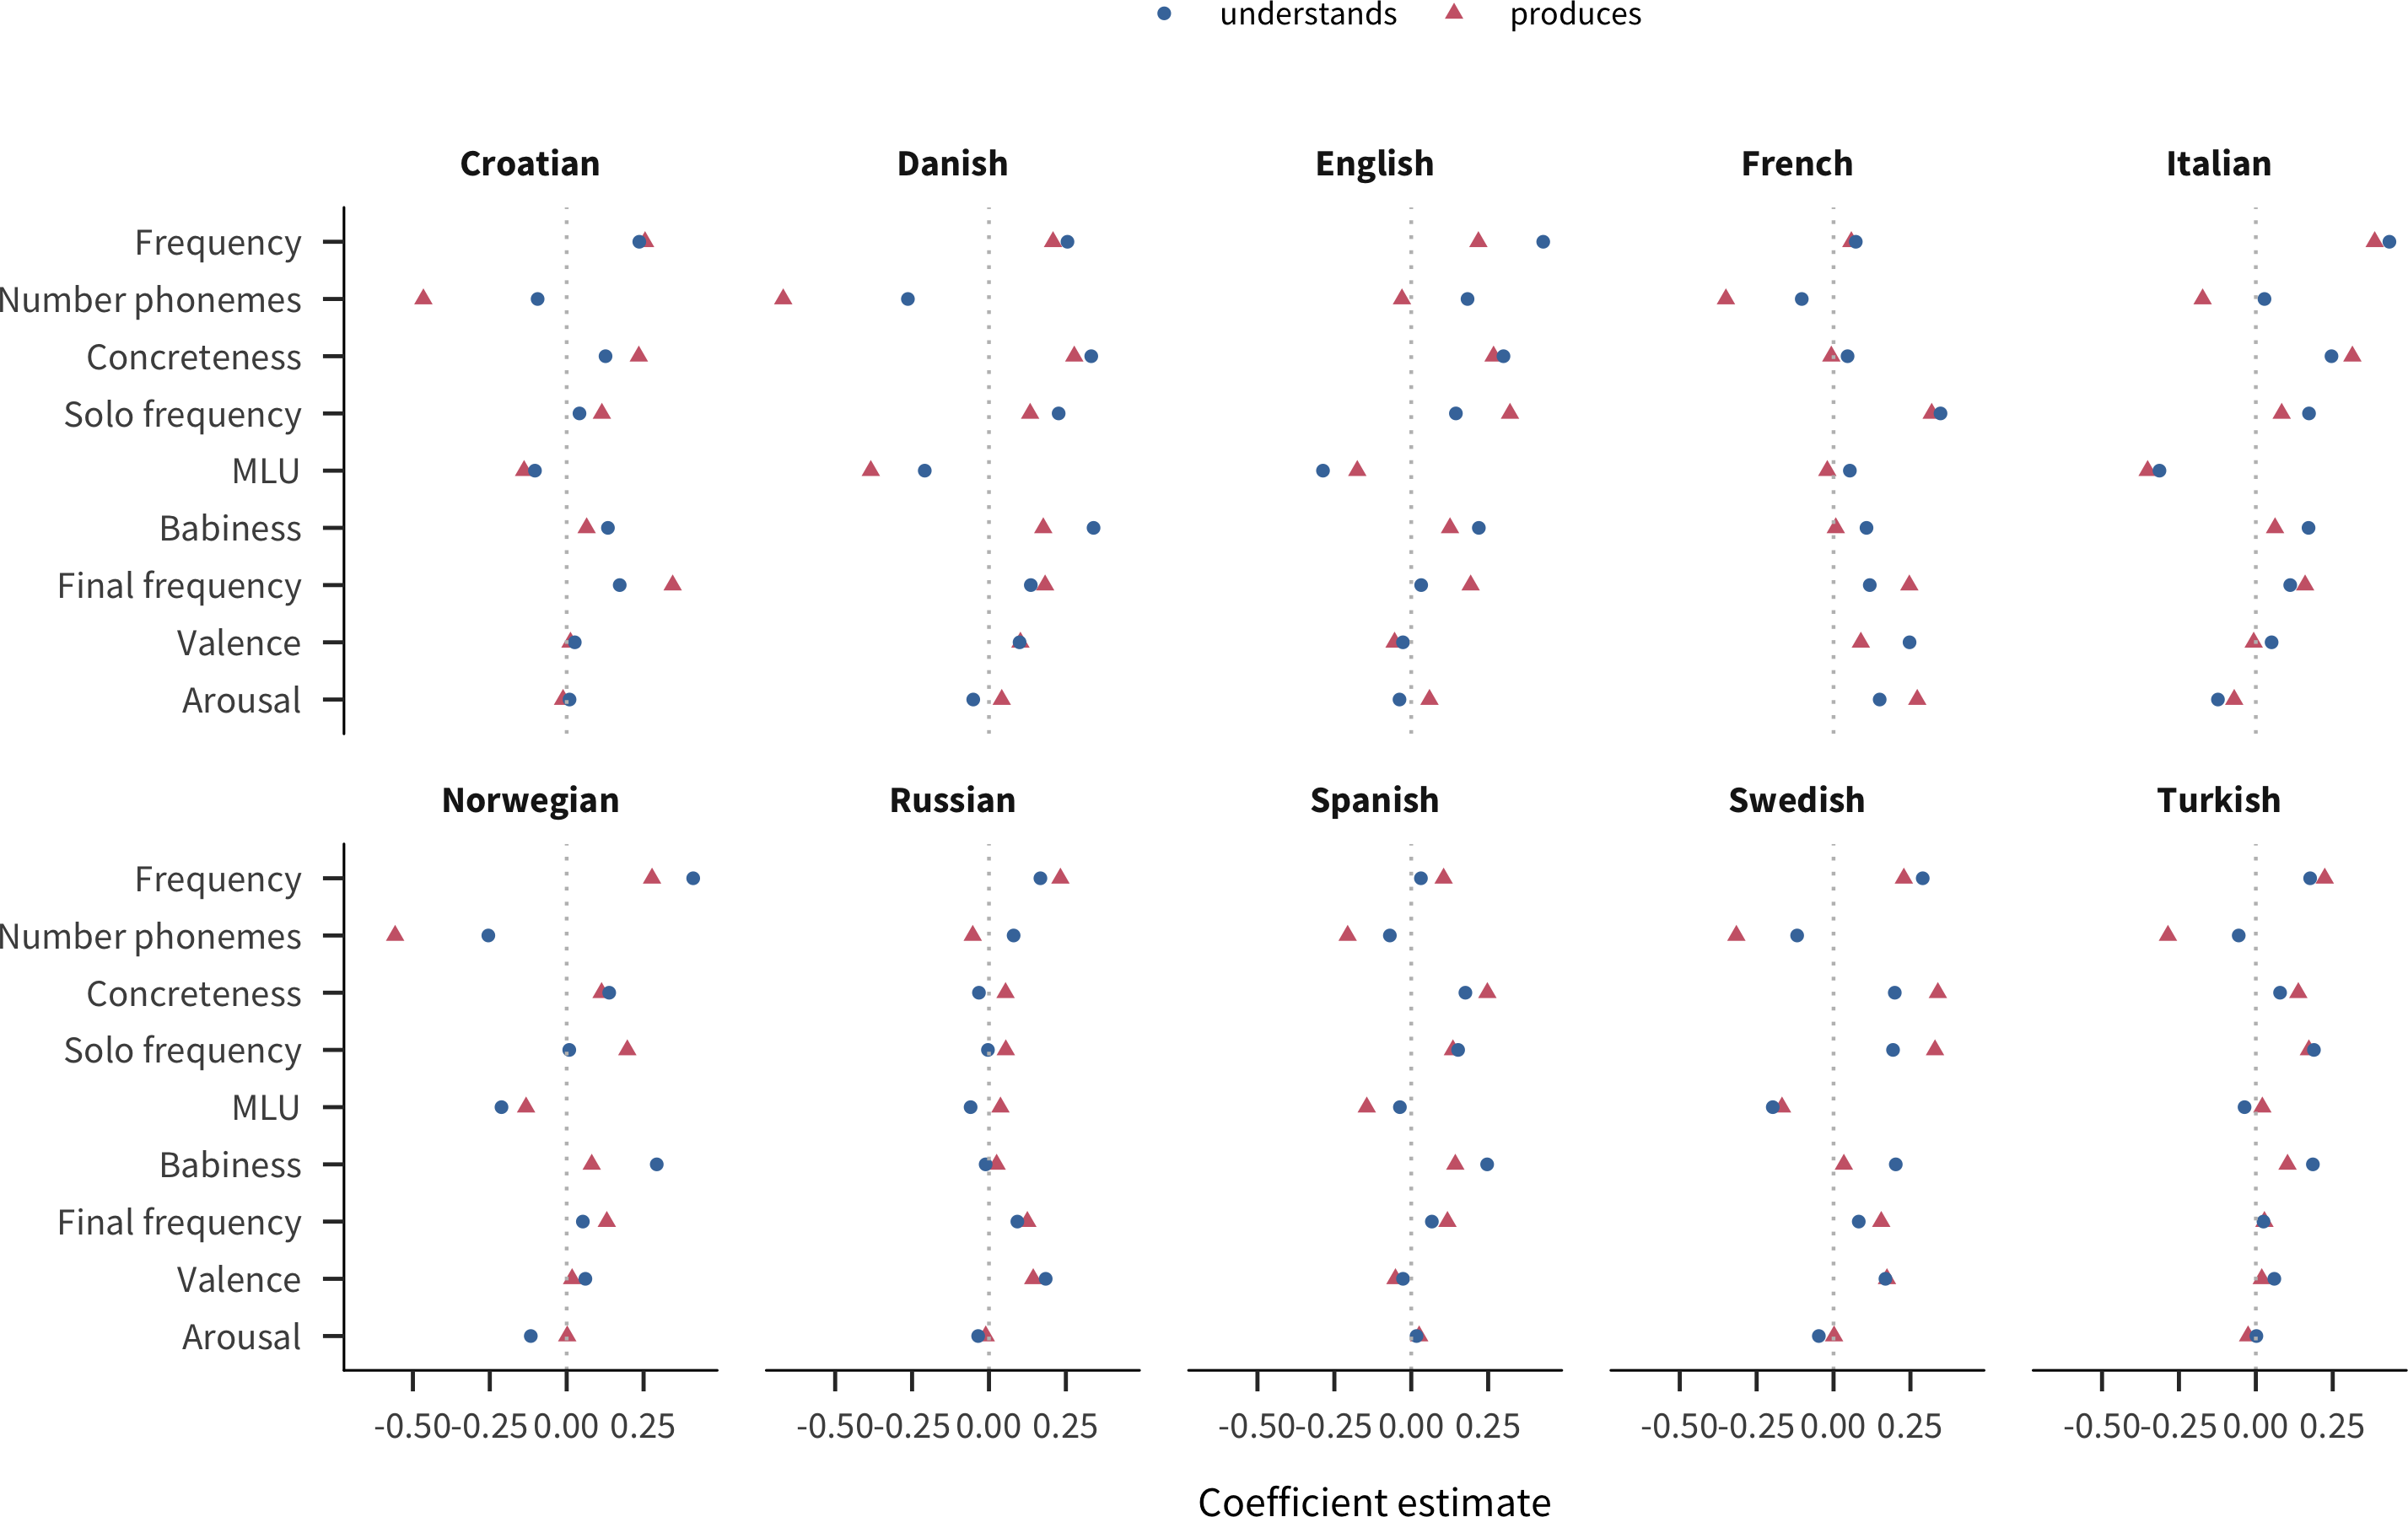 understands produces
Croatian Danish English French Italian
Frequency
Number phonemes
Concreteness
Solo frequency
MLU
Babiness
Final frequency
Valence
Arousal
Norwegian Russian Spanish Swedish Turkish
Frequency
Number phonemes
Concreteness
Solo frequency
MLU
Babiness
Final frequency
Valence
Arousal
-0.50 -0.25 0.00 0.25 -0.50 -0.25 0.00 0.25 -0.50 -0.25 0.00 0.25 -0.50 -0.25 0.00 0.25 -0.50 -0.25 0.00 0.25
Coefficient estimate